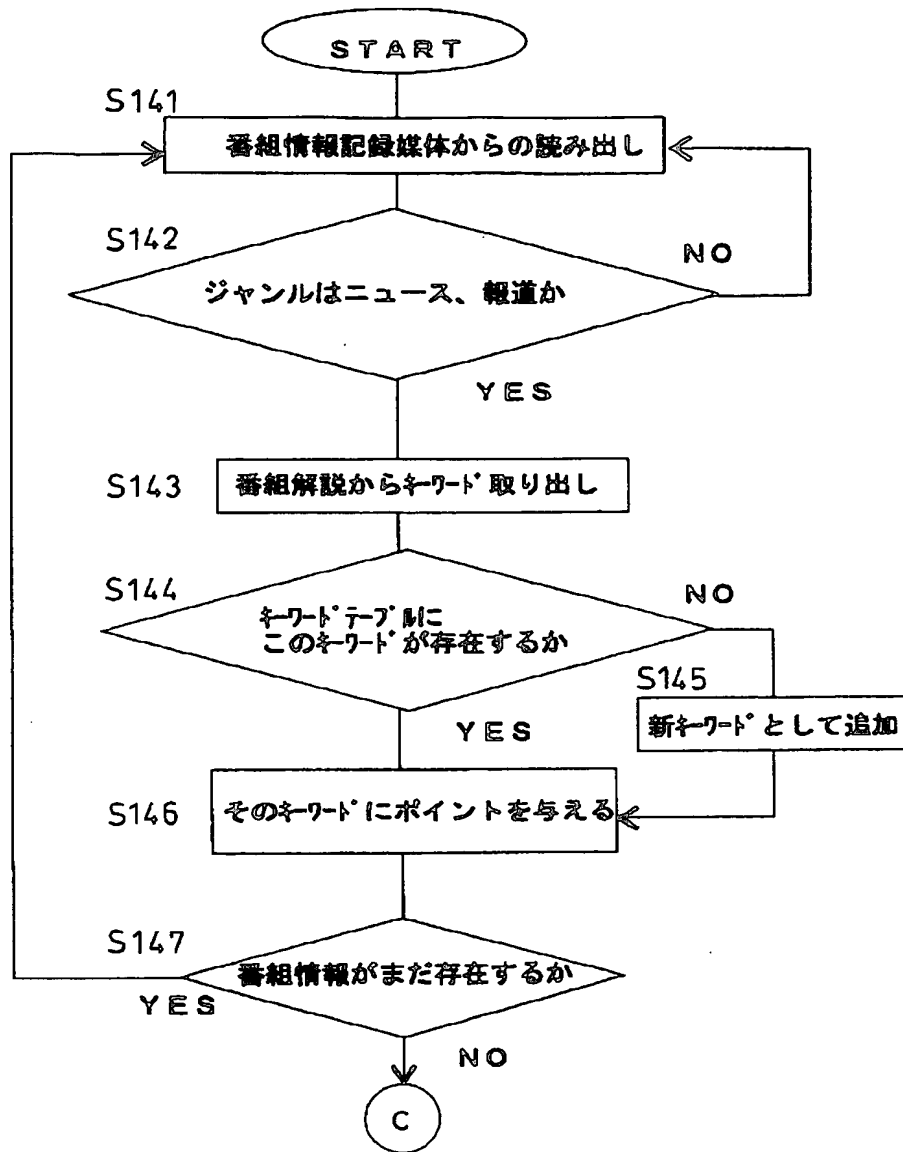 START
S141
番組情報記録媒体からの読み出し
S142
NO
ジャンルはニュース、報道か
YES
S143
番組解説からｷｰﾜｰﾄﾞ取り出し
S144
NO
ｷｰﾜｰﾄﾞﾃｰﾌﾞﾙに
このｷｰﾜｰﾄﾞが存在するか
S145
YES
新ｷｰﾜｰﾄﾞとして追加
S146
そのｷｰﾜｰﾄﾞにポイントを与える
S147
番組情報がまだ存在するか
YES
NO
C